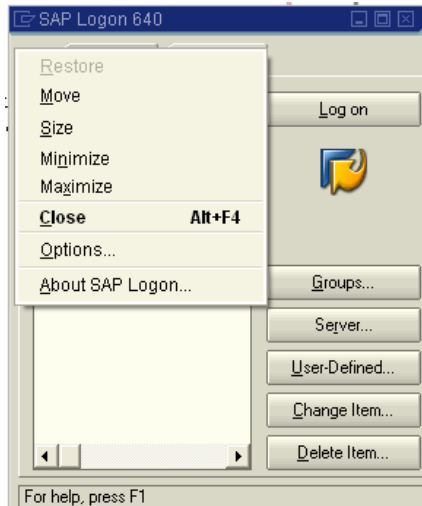 SAP Logon 640
Restore
Move
Size
Minimize
Maximize
Close Alt+F4
Options...
About SAP Logon...
Log on
Groups...
Server...
User-Defined...
Change Item...
Delete Item...
For help, press F1